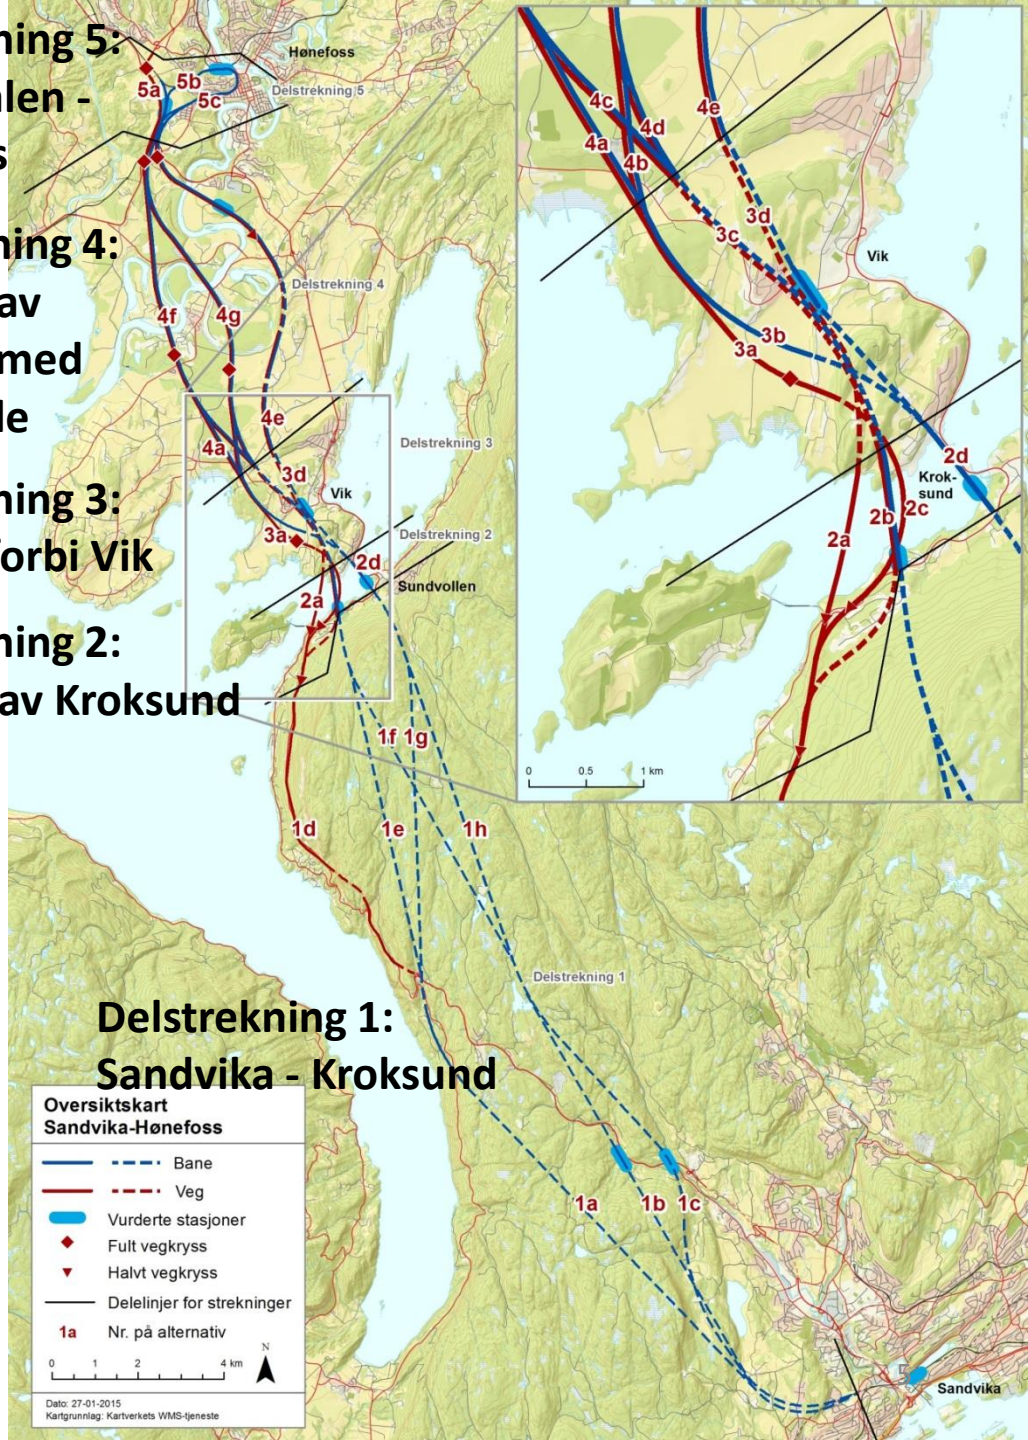 ning 5:
alen -
s
ning 4:
av
med
le
ning 3:
forbi Vik
ning 2:
av Kroksund
Delstrekning 1:
Sandvika - Kroksund
Hønefoss
5b
5a
5c
Delstrekning 5
4f
4g
Delstrekning 4
4e
4a
Delstrekning 3
3d
Vik
3a
Delstrekning 2
2d
Sundvollen
2a
1f 1g
1d
1e
1h
Delstrekning 1
1a
1b
1c
Sandvika
4c
4e
4a
4d
4b
3d
3c
Vik
3b
3a
2d
Krok-
sund
2b
2c
2a
0 0.5 1 km
Oversiktskart
Sandvika-Hønefoss
Bane
Veg
Vurderte stasjoner
Fult vegkryss
Halvt vegkryss
Delelinjer for strekninger
1a Nr. på alternativ
N
0 1 2 4 km
Dato: 27-01-2015
Kartgrunnlag: Kartverkets WMS-tjeneste